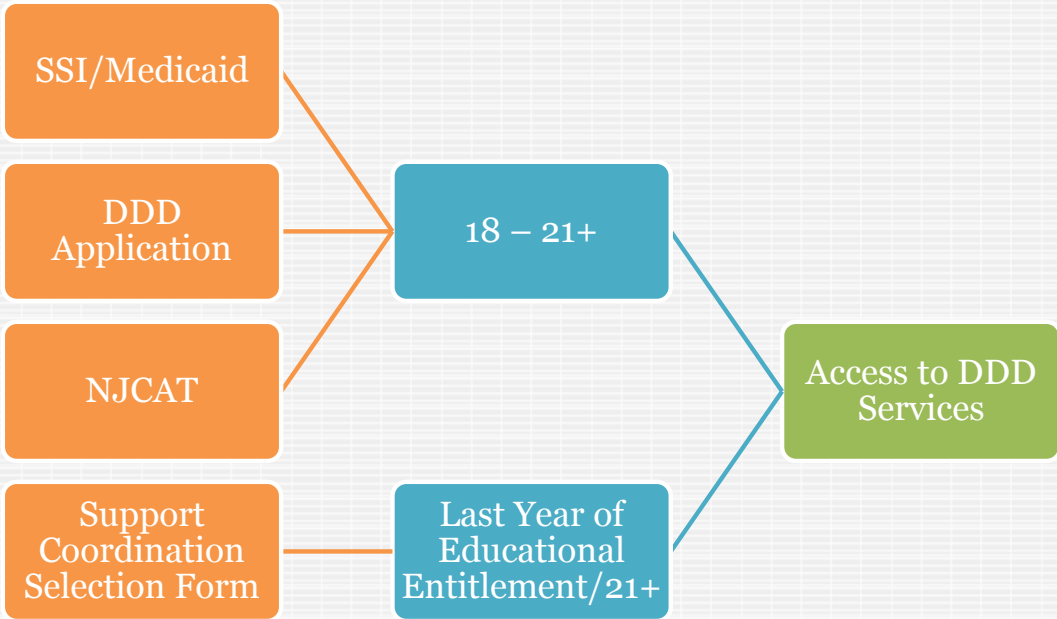 SSI/Medicaid
DDD
Application
NJCAT
Support
Coordination
Selection Form
18 – 21+
Last Year of
Educational
Entitlement/21+
Access to DDD
Services